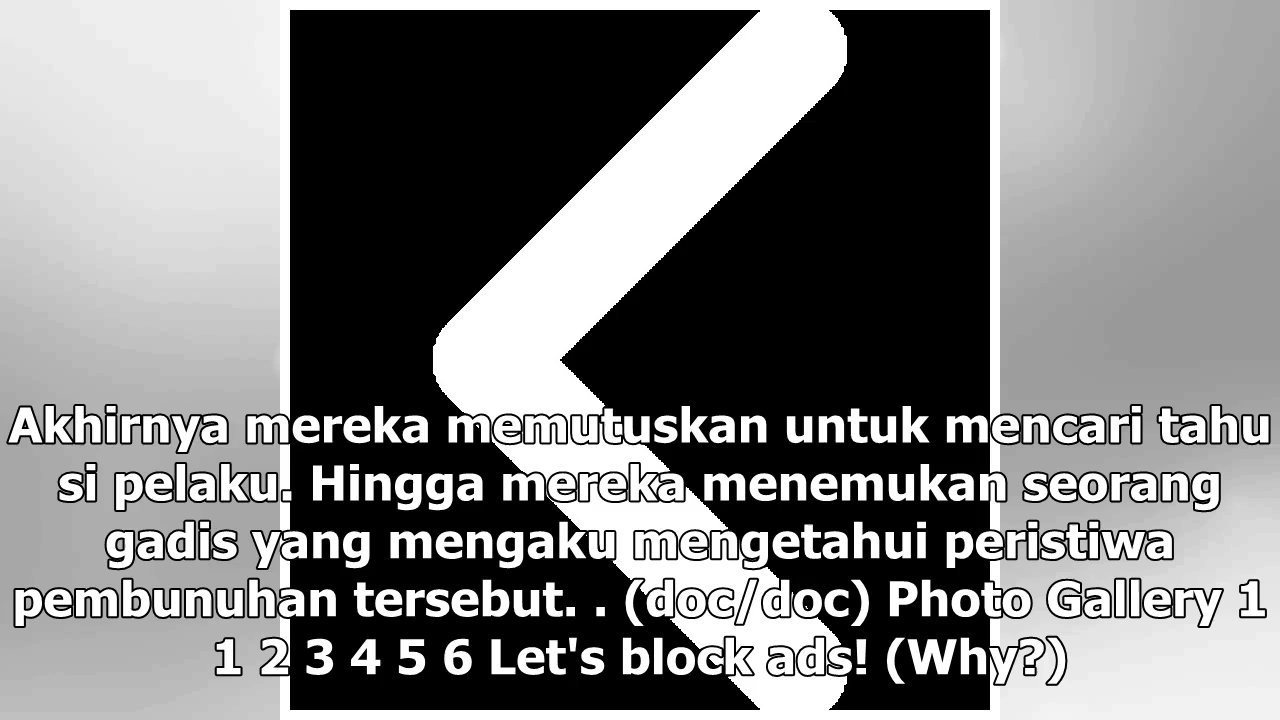 Akhirnya mereka memutuskan untuk mencari tahu
si pelaku. Hingga mereka menemukan seorang
gadis yang mengaku mengetahui peristiwa
pembunuhan tersebut. . (doc/doc) Photo Gallery 1
1 2 3 4 5 6 Let's block ads! (Why?)